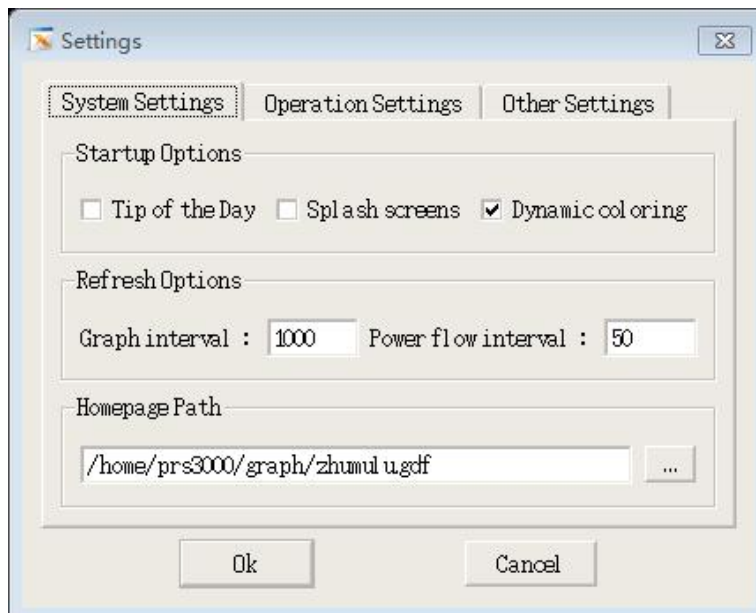 Settings
System Settings Operation Settings Other Settings
Startup Options
Tip of the Day Splash screens Dynamic coloring
Refresh Options
Graph interval : 1000 Power flow interval : 50
Homepage Path
/home/prs3000/graph/zhumulu.gdf ...
Ok Cancel